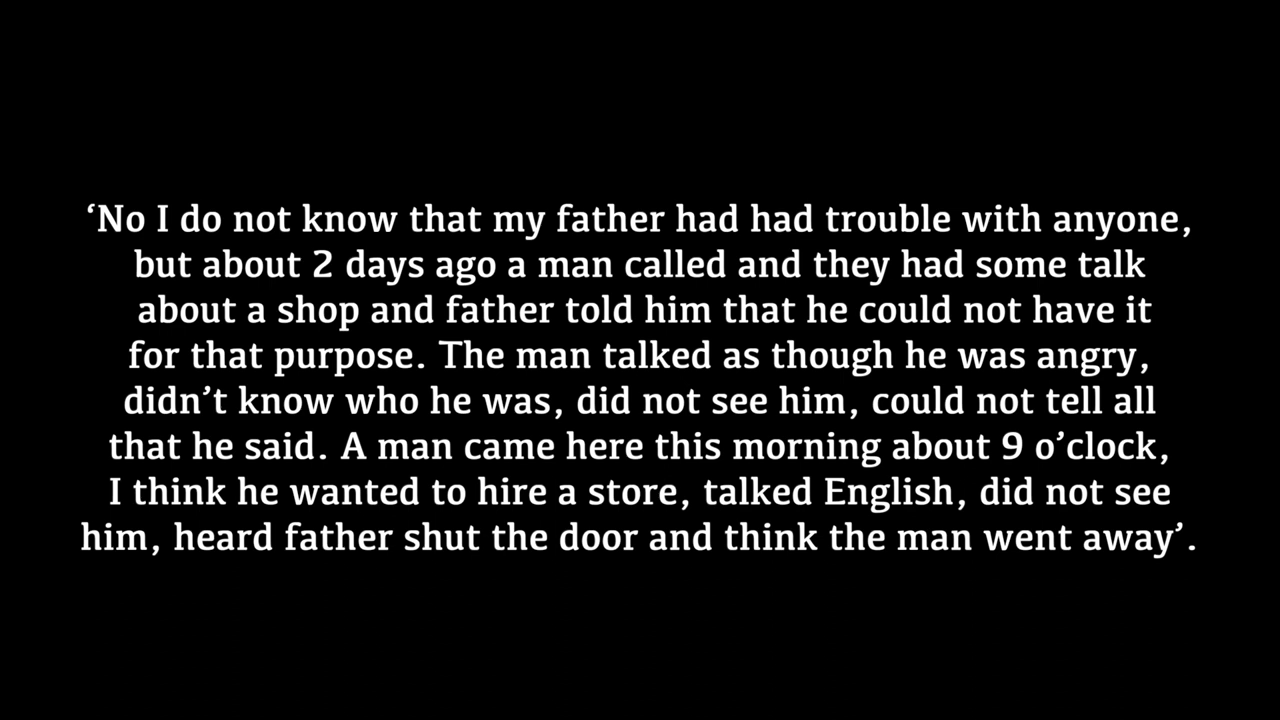 ‘No I do not know that my father had had trouble with anyone,
but about 2 days ago a man called and they had some talk
about a shop and father told him that he could not have it
for that purpose. The man talked as though he was angry,
didn’t know who he was, did not see him, could not tell all
that he said. A man came here this morning about 9 o’clock,
I think he wanted to hire a store, talked English, did not see
him, heard father shut the door and think the man went away’.